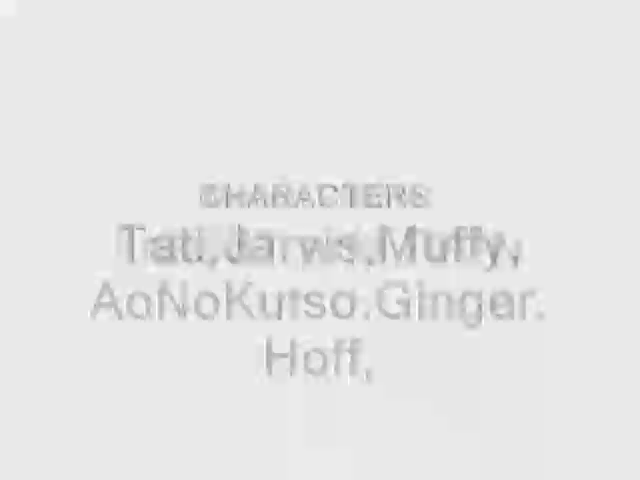 CHARACTERS
Tati,Jarvis,Muffy,
AoNoKutso.Ginger.
Hoff,